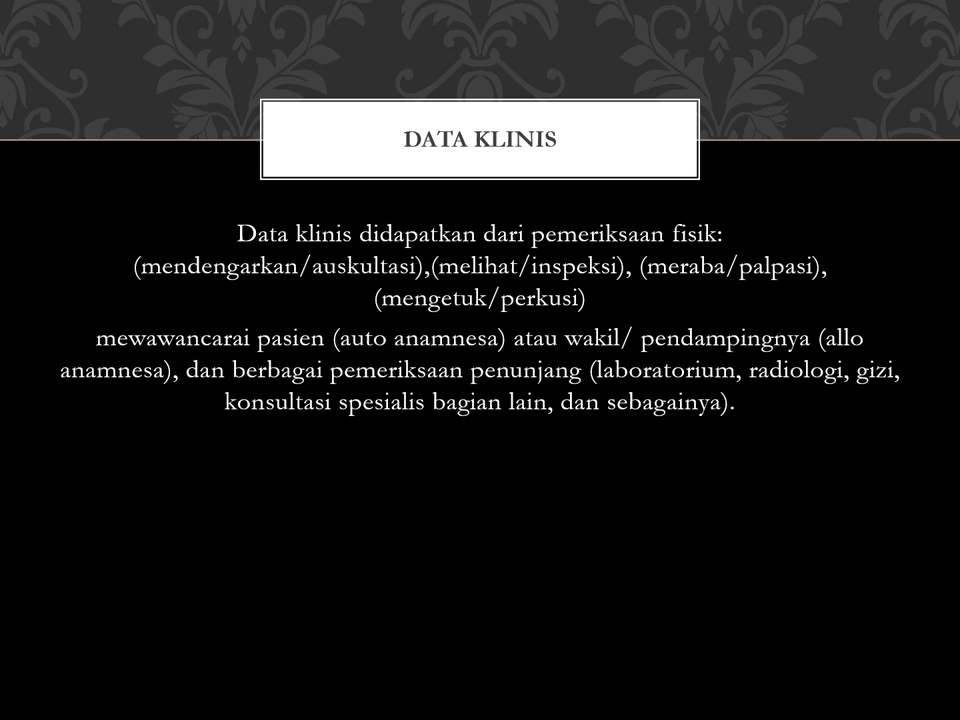 DATA KLINIS
Data klinis didapatkan dari pemeriksaan fisik:
(mendengarkan/auskultasi),(melihat/inspeksi), (meraba/palpasi),
(mengetuk/perkusi)
mewawancarai pasien (auto anamnesa) atau wakil/ pendampingnya (allo
anamnesa), dan berbagai pemeriksaan penunjang (laboratorium, radiologi, gizi,
konsultasi spesialis bagian lain, dan sebagainya).